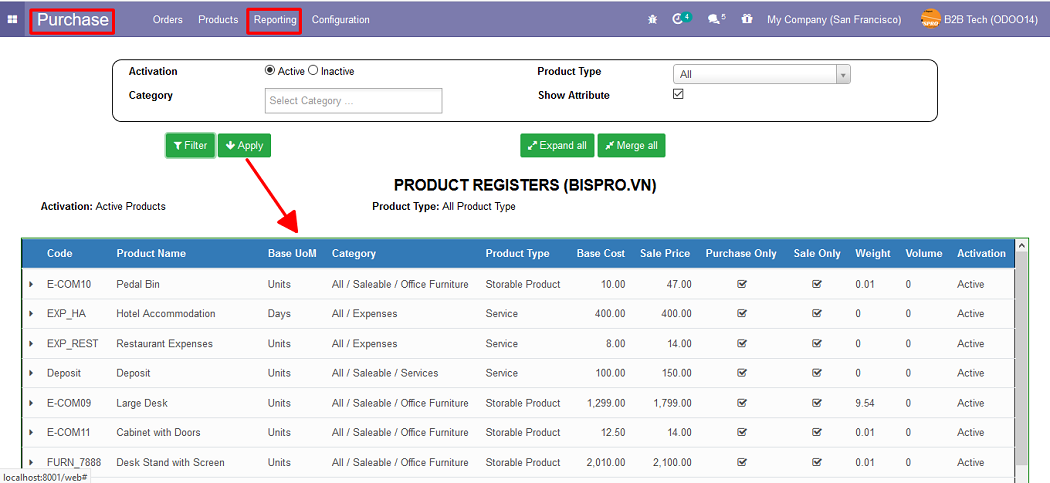 Purchase Orders Products Reporting Configuration 4 5 My Company (San Francisco) B2B Tech (ODOO14)
Activation Active Inactive Product Type All
Category Select Category ... Show Attribute
Filter Apply Expand all Merge all
PRODUCT REGISTERS (BISPRO.VN)
Activation: Active Products Product Type: All Product Type
Code Product Name Base UoM Category Product Type Base Cost Sale Price Purchase Only Sale Only Weight Volume Activation
E-COM10 Pedal Bin Units All / Saleable / Office Furniture Storable Product 10.00 47.00 0.01 0 Active
EXP_HA Hotel Accommodation Days All / Expenses Service 400.00 400.00 0 0 Active
EXP_REST Restaurant Expenses Units All / Expenses Service 8.00 14.00 0 0 Active
Deposit Deposit Units All / Saleable / Services Service 100.00 150.00 0 0 Active
E-COM09 Large Desk Units All / Saleable / Office Furniture Storable Product 1,299.00 1,799.00 9.54 0 Active
E-COM11 Cabinet with Doors Units All / Saleable / Office Furniture Storable Product 12.50 14.00 0.01 0 Active
FURN_7888 Desk Stand with Screen Units All / Saleable / Office Furniture Storable Product 2,010.00 2,100.00 0.01 0 Active
localhost:8001/web#